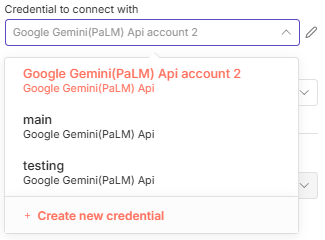 Credential to connect with
Google Gemini(PaLM) Api account 2
Google Gemini(PaLM) Api account 2
Google Gemini(PaLM) Api
main
Google Gemini(PaLM) Api
testing
Google Gemini(PaLM) Api
+ Create new credential